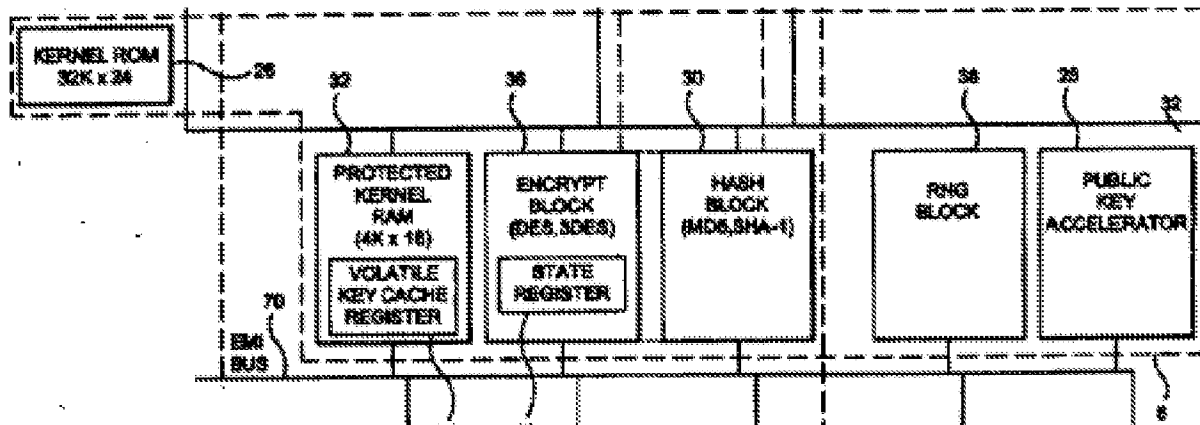 KERNEL ROM
32K x 24
26
32
36
30
38
28
32
PROTECTED
KERNEL
RAM
(4K x 16)
VOLATILE
KEY CACHE
REGISTER
ENCRYPT
BLOCK
(DES, 3DES)
STATE
REGISTER
HASH
BLOCK
(MD5, SHA-1)
RNG
BLOCK
PUBLIC
KEY
ACCELERATOR
70
EMI
BUS
6